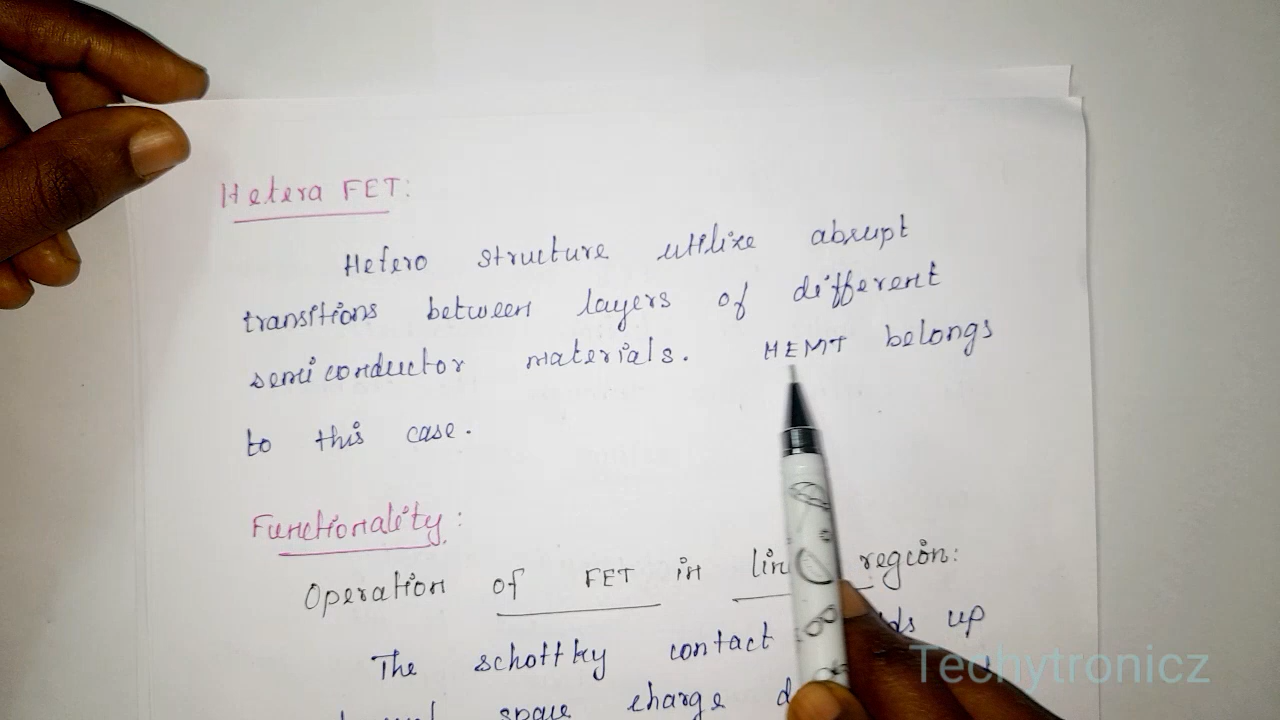 Hetera FET:
Hetero structure utilize abrupt
transitions between layers of different
semiconductor materials. HEMT belongs
to this case.
Functionality:
Operation of FET in region:
The schottky contact up
space charge
Techytronicz